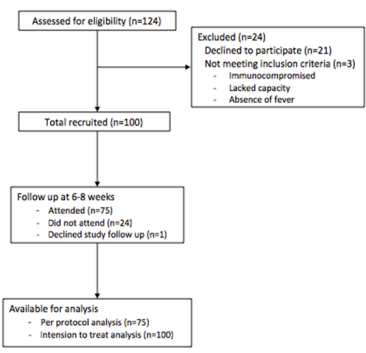 Assessed for eligibility (n=124)
Excluded (n=24)
Declined to participate (n=21)
Not meeting inclusion criteria (n=3)
- Immunocompromised
- Lacked capacity
- Absence of fever
Total recruited (n=100)
Follow up at 6-8 weeks
- Attended (n=75)
- Did not attend (n=24)
- Declined study follow up (n=1)
Available for analysis
- Per protocol analysis (n=75)
- Intension to treat analysis (n=100)